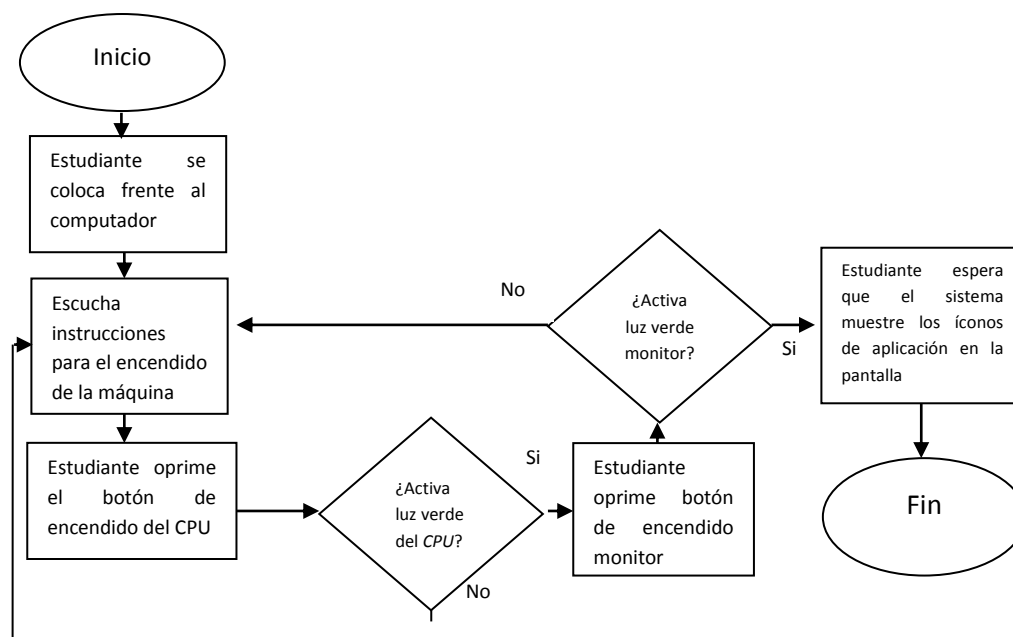 Inicio
Estudiante se
coloca frente al
computador
Escucha
instrucciones
para el encendido
de la máquina
Estudiante oprime
el botón de
encendido del CPU
¿Activa
luz verde
del CPU?
No
Si
Estudiante
oprime botón
de encendido
monitor
¿Activa
luz verde
monitor?
No
Si
Estudiante espera
que el sistema
muestre los íconos
de aplicación en la
pantalla
Fin